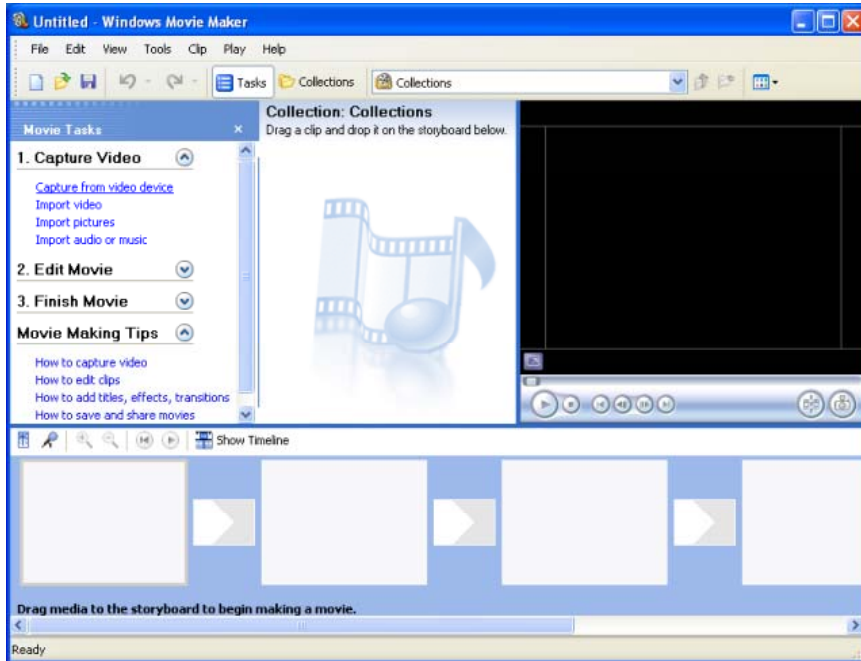 Untitled - Windows Movie Maker
File Edit View Tools Clip Play Help
Tasks Collections Collections
Movie Tasks
1. Capture Video
Capture from video device
Import video
Import pictures
Import audio or music
2. Edit Movie
3. Finish Movie
Movie Making Tips
How to capture video
How to edit clips
How to add titles, effects, transitions
How to save and share movies
Collection: Collections
Drag a clip and drop it on the storyboard below.
Show Timeline
Drag media to the storyboard to begin making a movie.
Ready